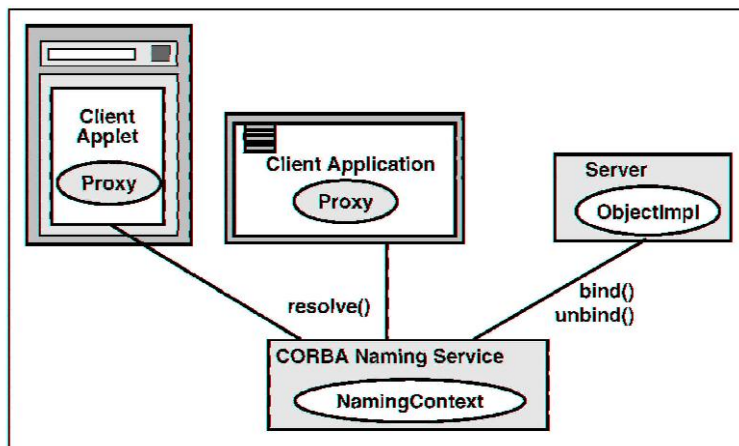 Client
Applet
Proxy
Client Application
Proxy
Server
ObjectImpl
resolve()
bind()
unbind()
CORBA Naming Service
NamingContext